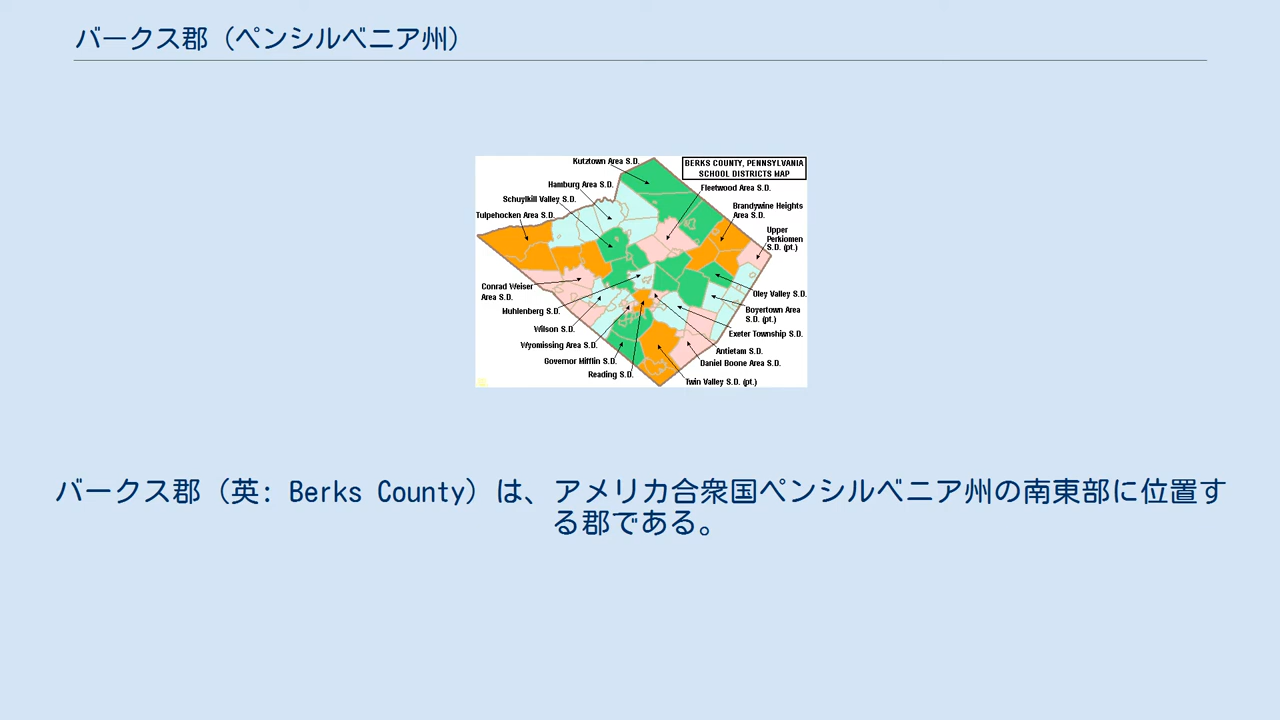 バークス郡（ペンシルベニア州）
BERKS COUNTY, PENNSYLVANIA
SCHOOL DISTRICTS MAP
Kutztown Area S.D.
Fleetwood Area S.D.
Hamburg Area S.D.
Schuylkill Valley S.D.
Brandywine Heights
Area S.D.
Tulpehocken Area S.D.
Upper
Perkiomen
S.D. (pt.)
Conrad Weiser
Area S.D.
Oley Valley S.D.
Muhlenberg S.D.
Boyertown Area
S.D. (pt.)
Wilson S.D.
Exeter Township S.D.
Wyomissing Area S.D.
Antietam S.D.
Governor Mifflin S.D.
Daniel Boone Area S.D.
Reading S.D.
Twin Valley S.D. (pt.)
バークス郡（英: Berks County）は、アメリカ合衆国ペンシルベニア州の南東部に位置す
る郡である。